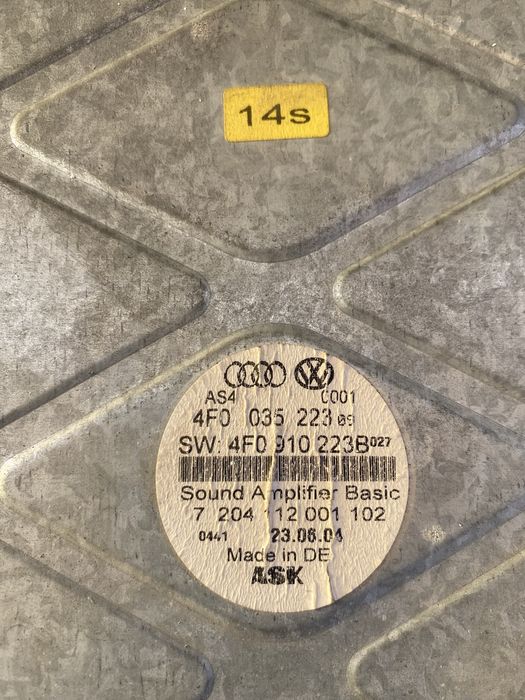 14s
AS4 0001
4F0 035 223 09
SW: 4F0 910 223B 027
Sound Amplifier Basic
7 204 112 001 102
0441 23.06.04
Made in DE
ASK